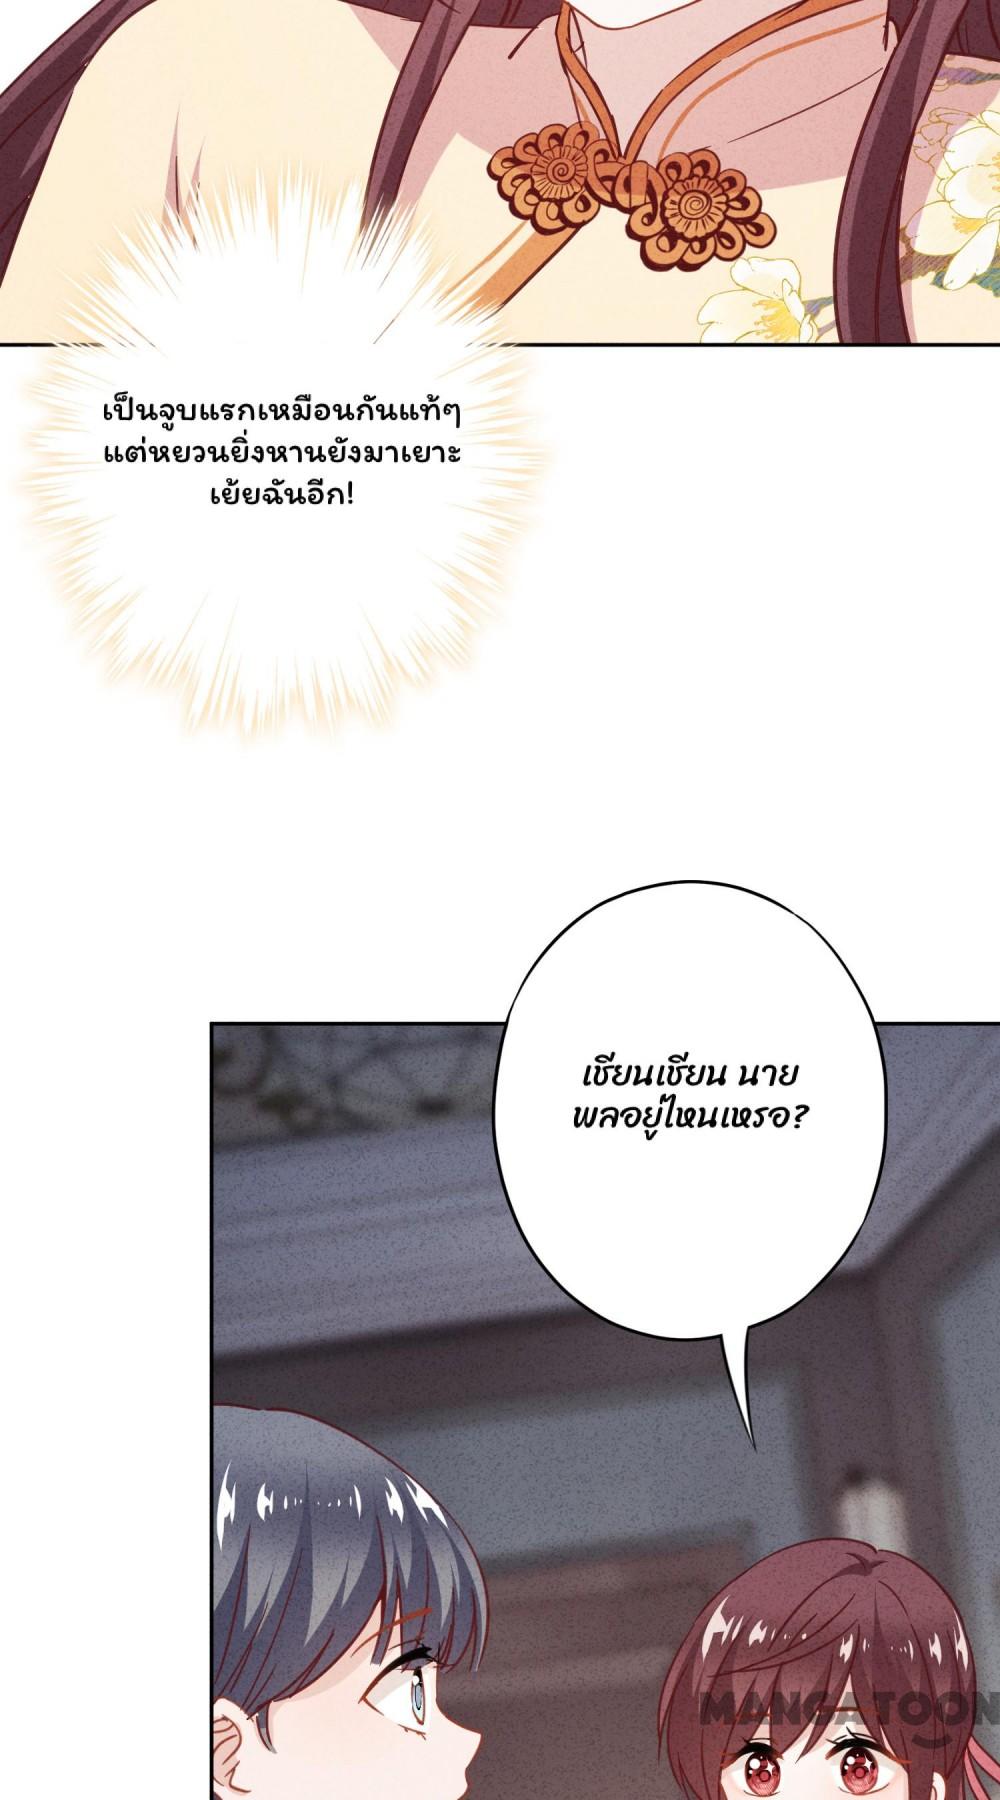 เป็นจูบแรกเหมือนกันแท้ๆ
แต่หยวนยิ่งหานยังมาเยาะ
เย้ยฉันอีก!
เชียนเชียน นาย
พลอยู่ไหนเหรอ?
MANGATOON